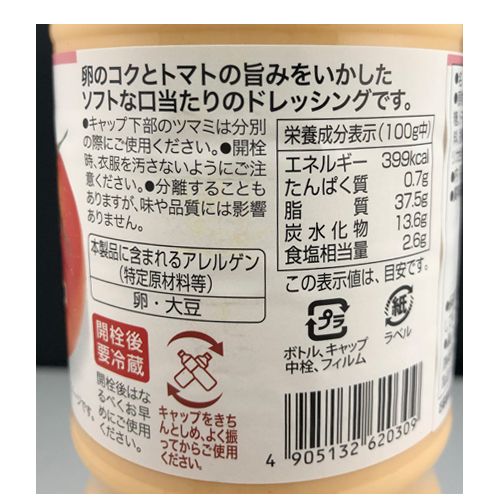 卵のコクとトマトの旨みをいかした
ソフトな口当たりのドレッシングです。
●キャップ下部のツマミは分別
の際にご使用ください。●開栓
時、衣服を汚さないようにご注
意ください。●分離することも
ありますが、味や品質には影響
ありません。
本製品に含まれるアレルゲン
(特定原材料等)
卵・大豆
栄養成分表示(100g中)
エネルギー 399kcal
たんぱく質 0.7g
脂質 37.5g
炭水化物 13.6g
食塩相当量 2.6g
この表示値は、目安です。
プラ
ボトル、キャップ
中栓、フィルム
紙
ラベル
開栓後
要冷蔵
開栓後はな
るべくお早
めにご使用
ください。
キャップをきち
んとしめ、よく振
ってからご使用
ください。
4 905132 620309